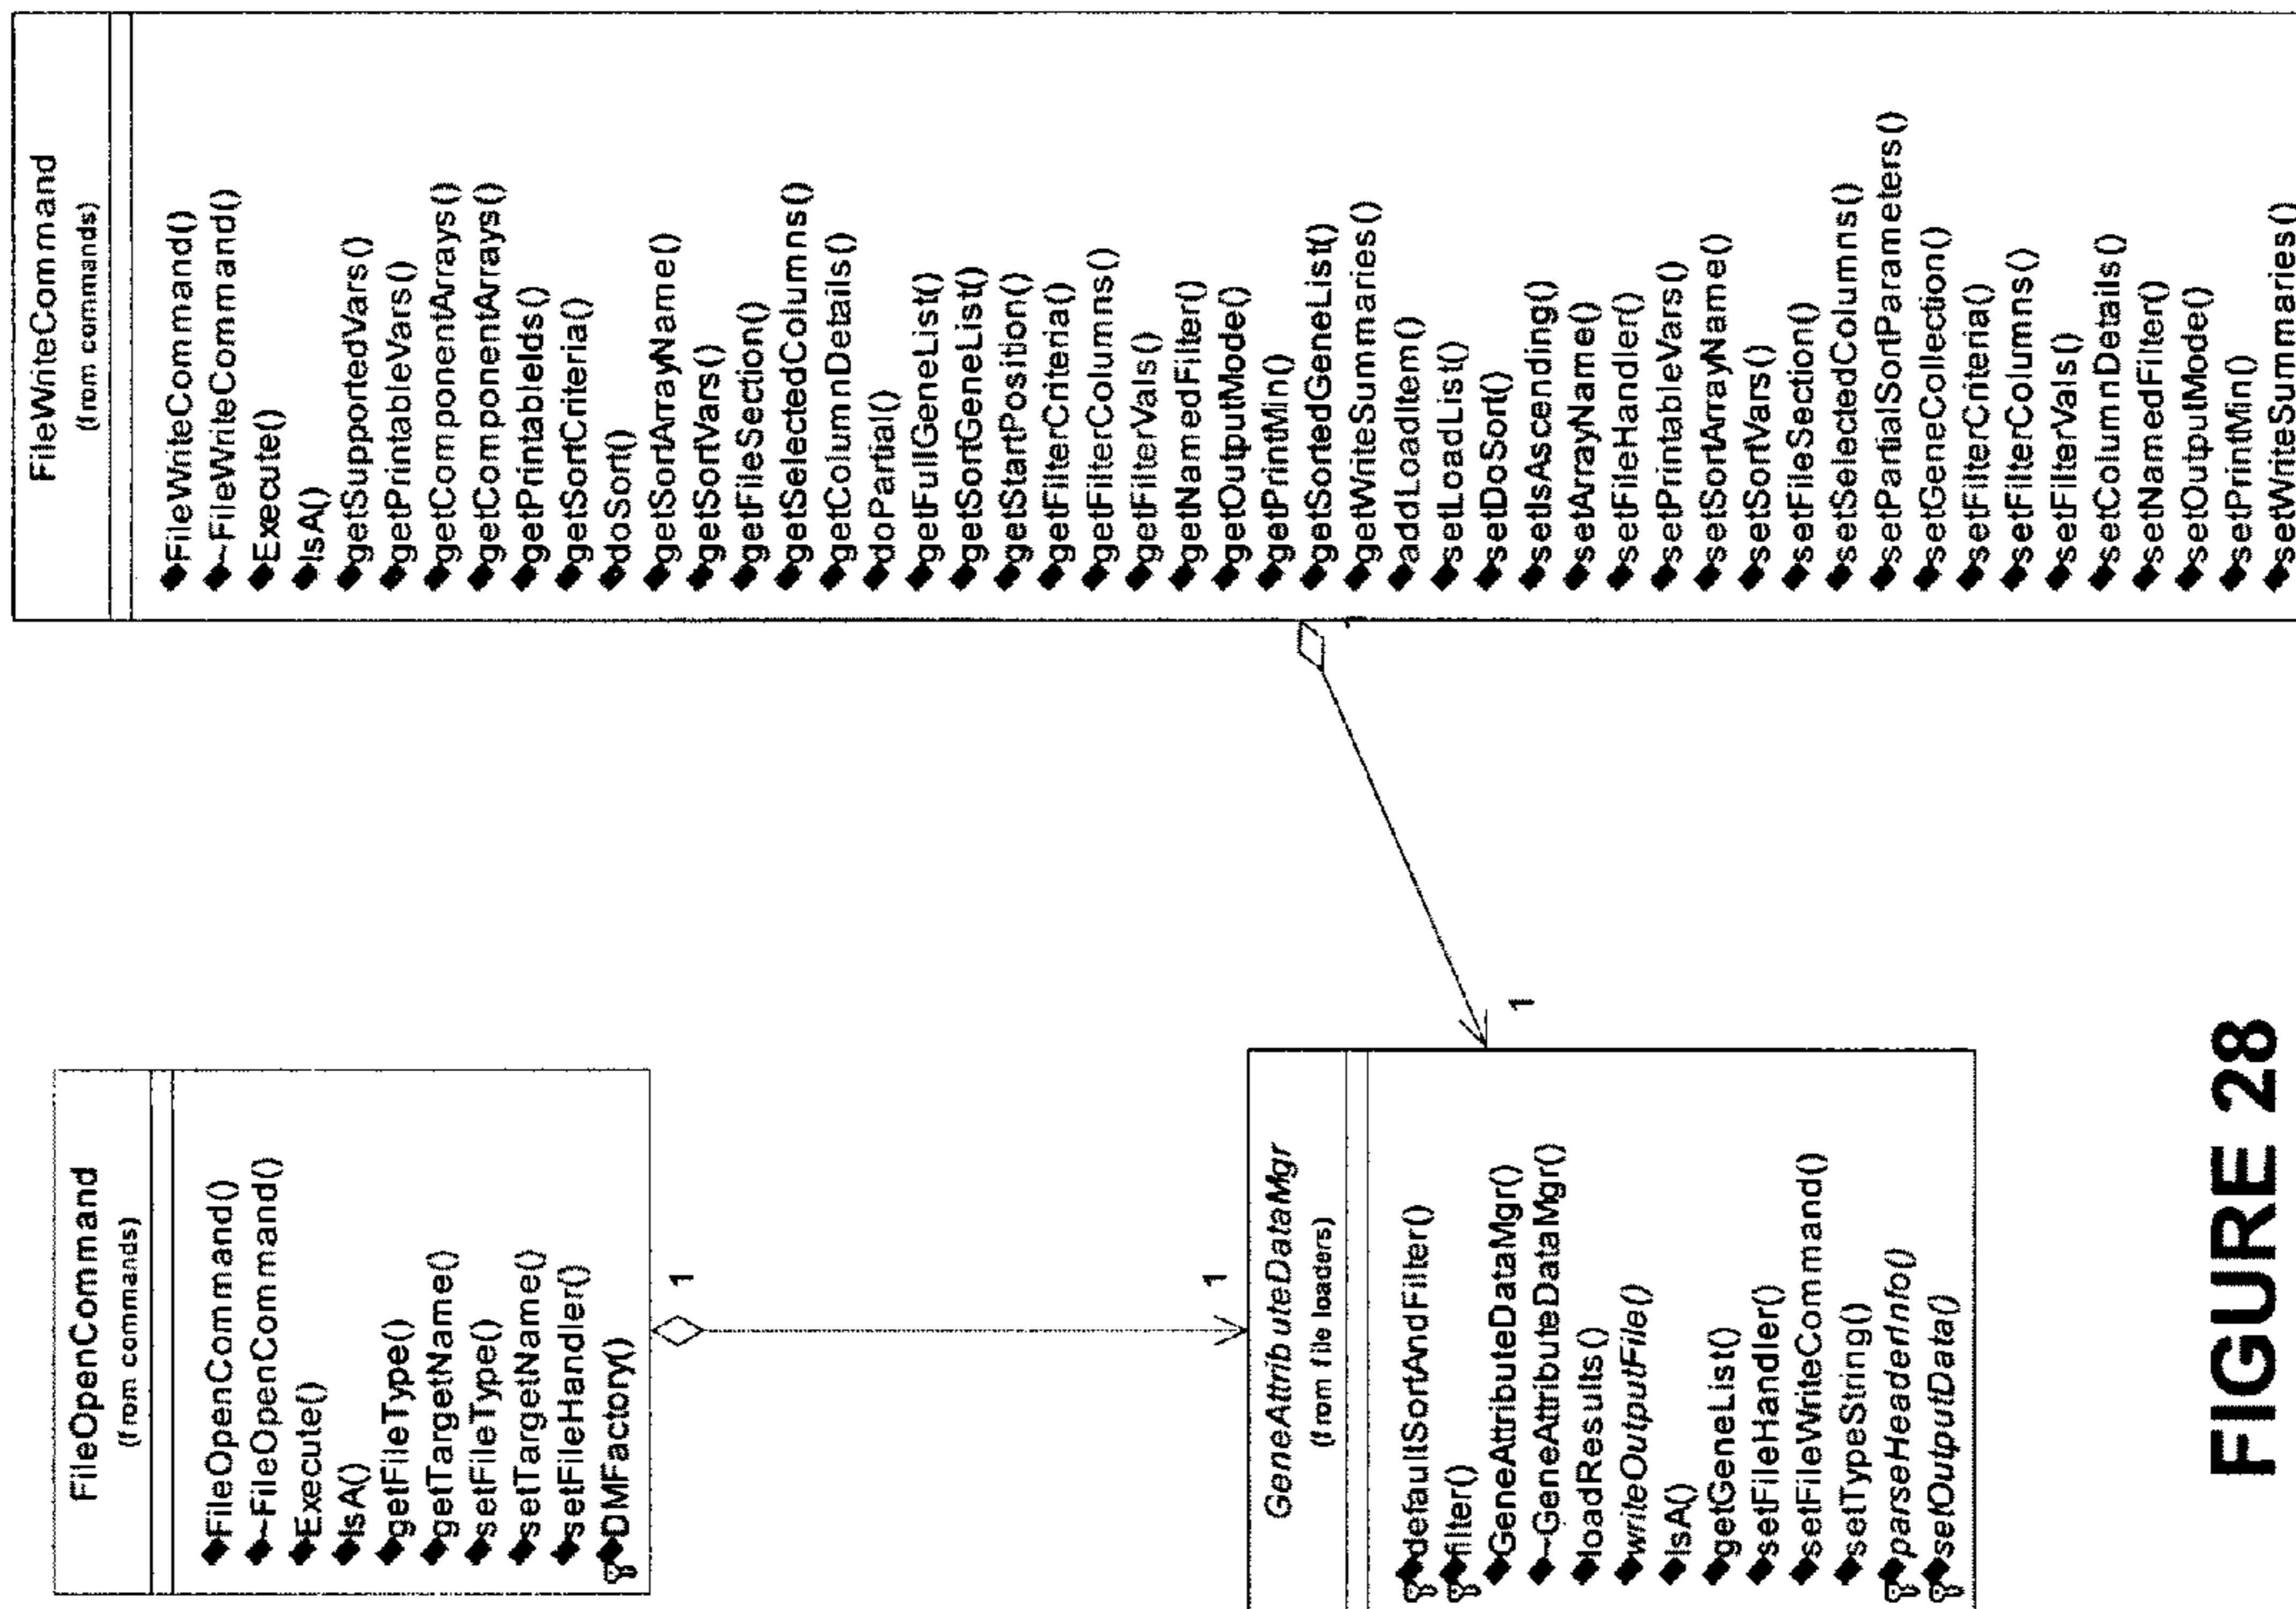 FileOpenCommand
(from commands)
FileOpenCommand()
~FileOpenCommand()
Execute()
IsA()
getFileType()
getTargetName()
setFileType()
setTargetName()
setFileHandler()
DMFactory()
1
1
GeneAttributeDataMgr
(from file loaders)
defaultSortAndFilter()
filter()
GeneAttributeDataMgr()
~GeneAttributeDataMgr()
loadResults()
writeOutputFile()
IsA()
getGeneList()
setFileHandler()
setFileWriteCommand()
setTypeString()
parseHeaderInfo()
setOutputData()
1
FileWriteCommand
(from commands)
FileWriteCommand()
~FileWriteCommand()
Execute()
IsA()
getSupportedVars()
getPrintableVars()
getComponentArrays()
getComponentArrays()
getPrintableIds()
getSortCriteria()
doSort()
getSortArrayName()
getSortVars()
getFileSection()
getSelectedColumns()
getColumnDetails()
doPartial()
getFullGeneList()
getSortGeneList()
getStartPosition()
getFilterCriteria()
getFilterColumns()
getFilterVals()
getNamedFilter()
getOutputMode()
getPrintMin()
getSortedGeneList()
getWriteSummaries()
addLoadItem()
setLoadList()
setDoSort()
setIsAscending()
setArrayName()
setFileHandler()
setPrintableVars()
setSortArrayName()
setSortVars()
setFileSection()
setSelectedColumns()
setPartialSortParameters()
setGeneCollection()
setFilterCriteria()
setFilterColumns()
setFilterVals()
setColumnDetails()
setNamedFilter()
setOutputMode()
setPrintMin()
setWriteSummaries()
FIGURE 28